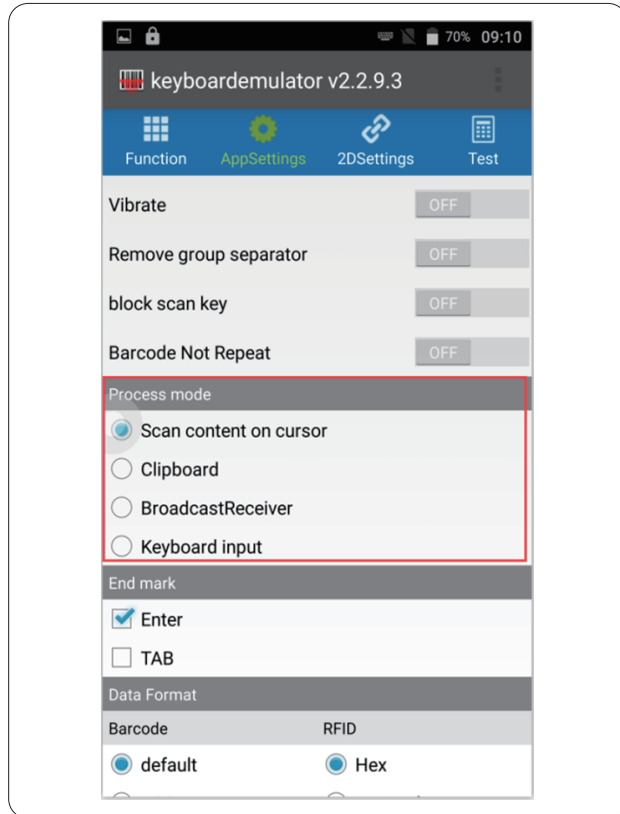 70% 09:10
keyboardemulator v2.2.9.3
Function AppSettings 2DSettings Test
Vibrate OFF
Remove group separator OFF
block scan key OFF
Barcode Not Repeat OFF
Process mode
Scan content on cursor
Clipboard
BroadcastReceiver
Keyboard input
End mark
Enter
TAB
Data Format
Barcode RFID
default Hex